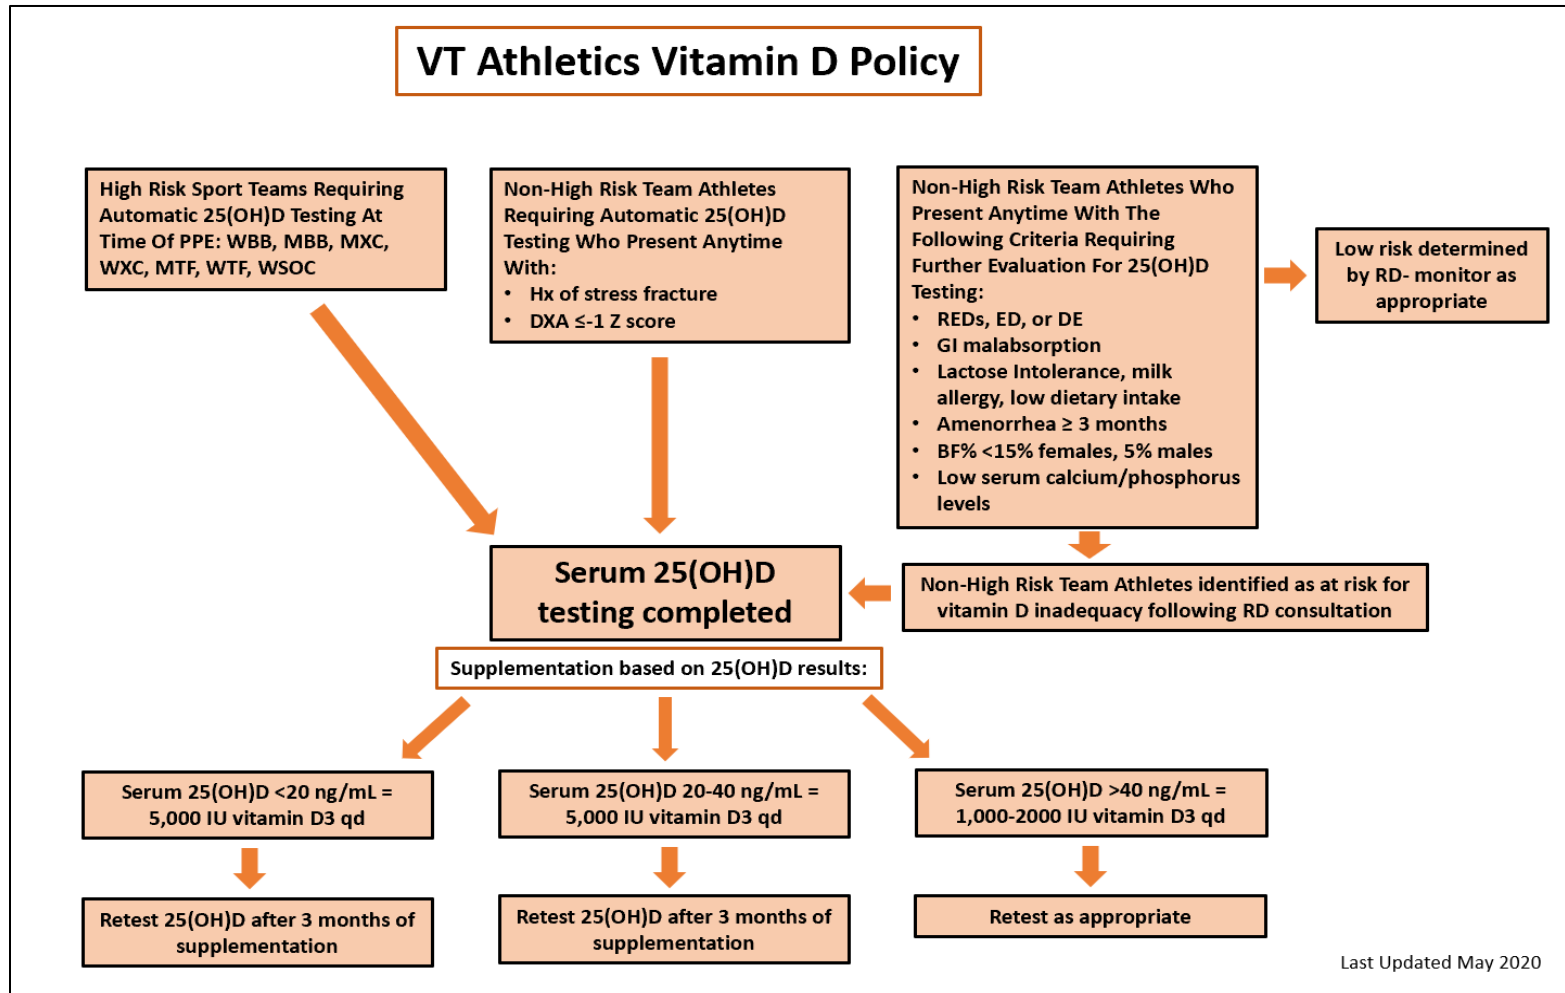 VT Athletics Vitamin D Policy
High Risk Sport Teams Requiring
Automatic 25(OH)D Testing At
Time Of PPE: WBB, MBB, MXC,
WXC, MTF, WTF, WSOC
Non-High Risk Team Athletes
Requiring Automatic 25(OH)D
Testing Who Present Anytime
With:
• Hx of stress fracture
• DXA ≤-1 Z score
Non-High Risk Team Athletes Who
Present Anytime With The
Following Criteria Requiring
Further Evaluation For 25(OH)D
Testing:
• REDs, ED, or DE
• GI malabsorption
• Lactose Intolerance, milk
allergy, low dietary intake
• Amenorrhea ≥ 3 months
• BF% <15% females, 5% males
• Low serum calcium/phosphorus
levels
Low risk determined
by RD- monitor as
appropriate
Non-High Risk Team Athletes identified as at risk for
vitamin D inadequacy following RD consultation
Serum 25(OH)D
testing completed
Supplementation based on 25(OH)D results:
Serum 25(OH)D <20 ng/mL =
5,000 IU vitamin D3 qd
Serum 25(OH)D 20-40 ng/mL =
5,000 IU vitamin D3 qd
Serum 25(OH)D >40 ng/mL =
1,000-2000 IU vitamin D3 qd
Retest 25(OH)D after 3 months of
supplementation
Retest 25(OH)D after 3 months of
supplementation
Retest as appropriate
Last Updated May 2020